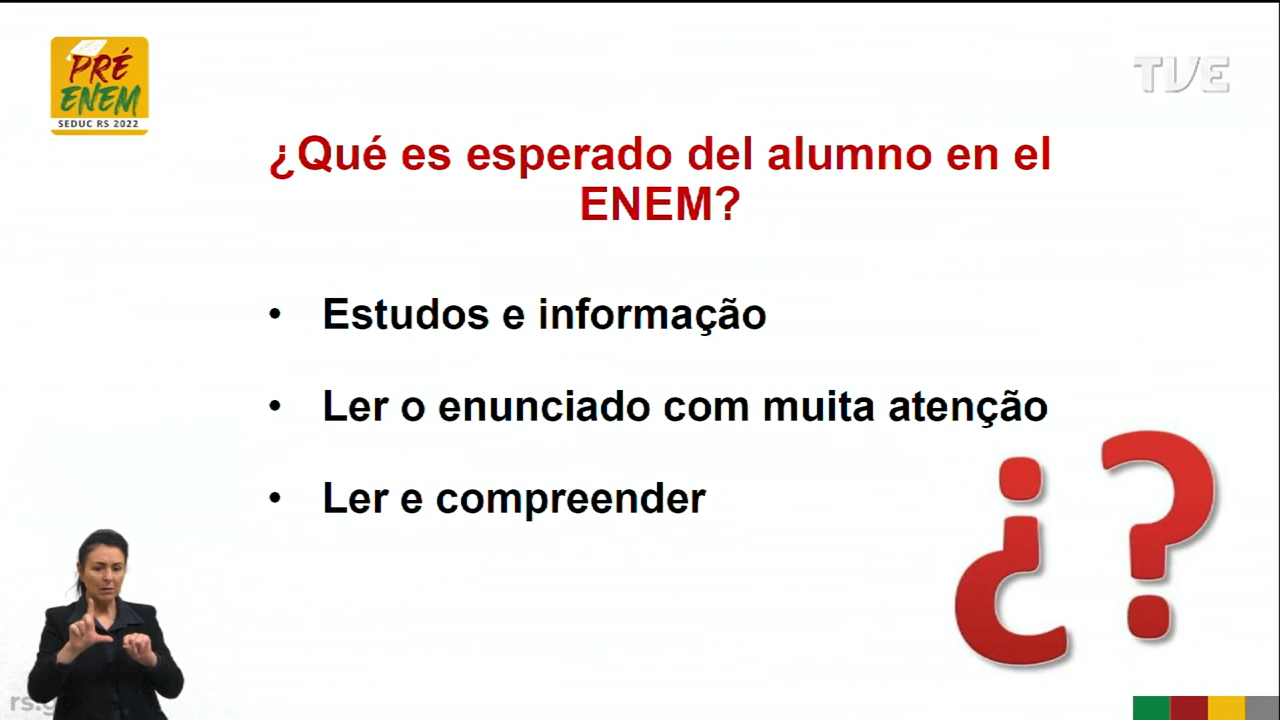 PRÉ
ENEM
SEDUC RS 2022
TVE
¿Qué es esperado del alumno en el
ENEM?
• Estudos e informação
• Ler o enunciado com muita atenção
• Ler e compreender
¿?